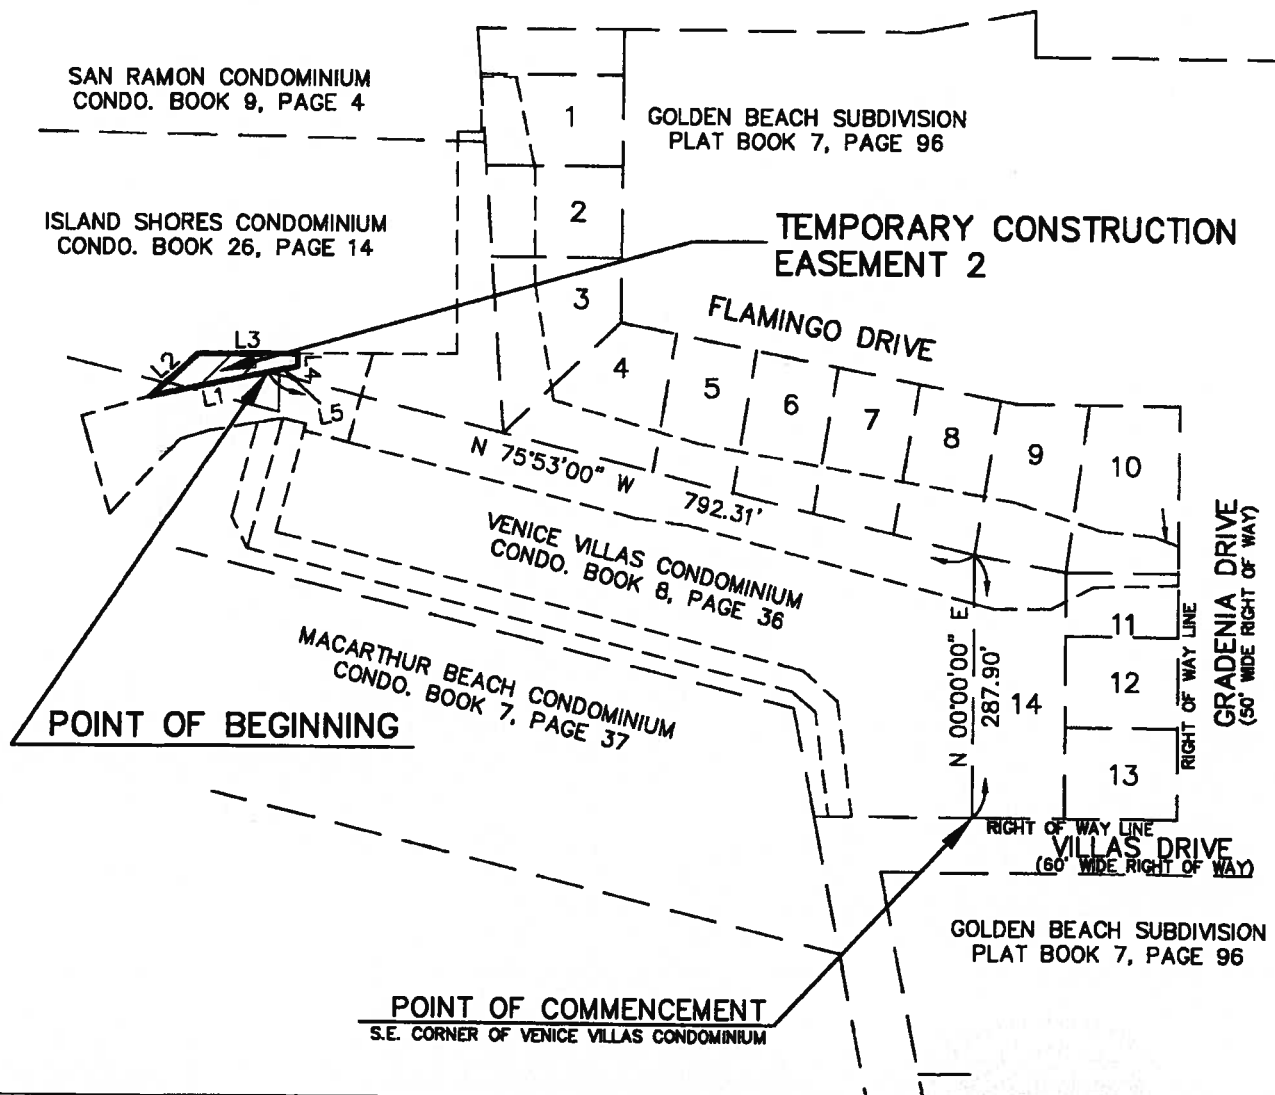 SAN RAMON CONDOMINIUM
CONDO. BOOK 9, PAGE 4
1
GOLDEN BEACH SUBDIVISION
PLAT BOOK 7, PAGE 96
ISLAND SHORES CONDOMINIUM
CONDO. BOOK 26, PAGE 14
2
TEMPORARY CONSTRUCTION
EASEMENT 2
3
FLAMINGO DRIVE
L3
L2
L4
L1
L5
4
5
6
7
8
9
10
N 75°53'00" W 792.31'
VENICE VILLAS CONDOMINIUM
CONDO. BOOK 8, PAGE 36
MACARTHUR BEACH CONDOMINIUM
CONDO. BOOK 7, PAGE 37
POINT OF BEGINNING
N 00°00'00" E
287.90'
11
12
13
14
RIGHT OF WAY LINE
GRADENIA DRIVE
(50' WIDE RIGHT OF WAY)
RIGHT OF WAY LINE
VILLAS DRIVE
(60' WIDE RIGHT OF WAY)
GOLDEN BEACH SUBDIVISION
PLAT BOOK 7, PAGE 96
POINT OF COMMENCEMENT
S.E. CORNER OF VENICE VILLAS CONDOMINIUM